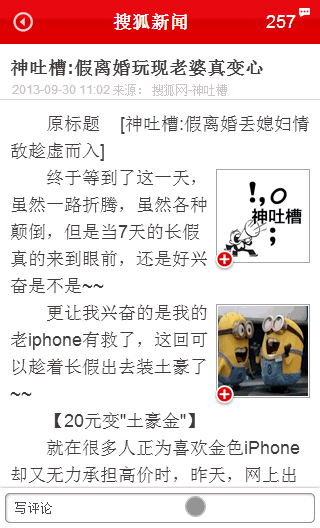 搜狐新闻 257
神吐槽:假离婚玩现老婆真变心
2013-09-30 11:02 来源： 搜狐网-神吐槽
原标题 [神吐槽:假离婚丢媳妇情
敌趁虚而入]
终于等到了这一天，
虽然一路折腾，虽然各种
颠倒，但是当7天的长假
真的来到眼前，还是好兴
奋是不是~~
!,o
神吐槽
;
更让我兴奋的是我的
老iphone有救了，这回可
以趁着长假出去装土豪了
~~
【20元变"土豪金"】
就在很多人正为喜欢金色iPhone
却又无力承担高价时，昨天，网上出
写评论